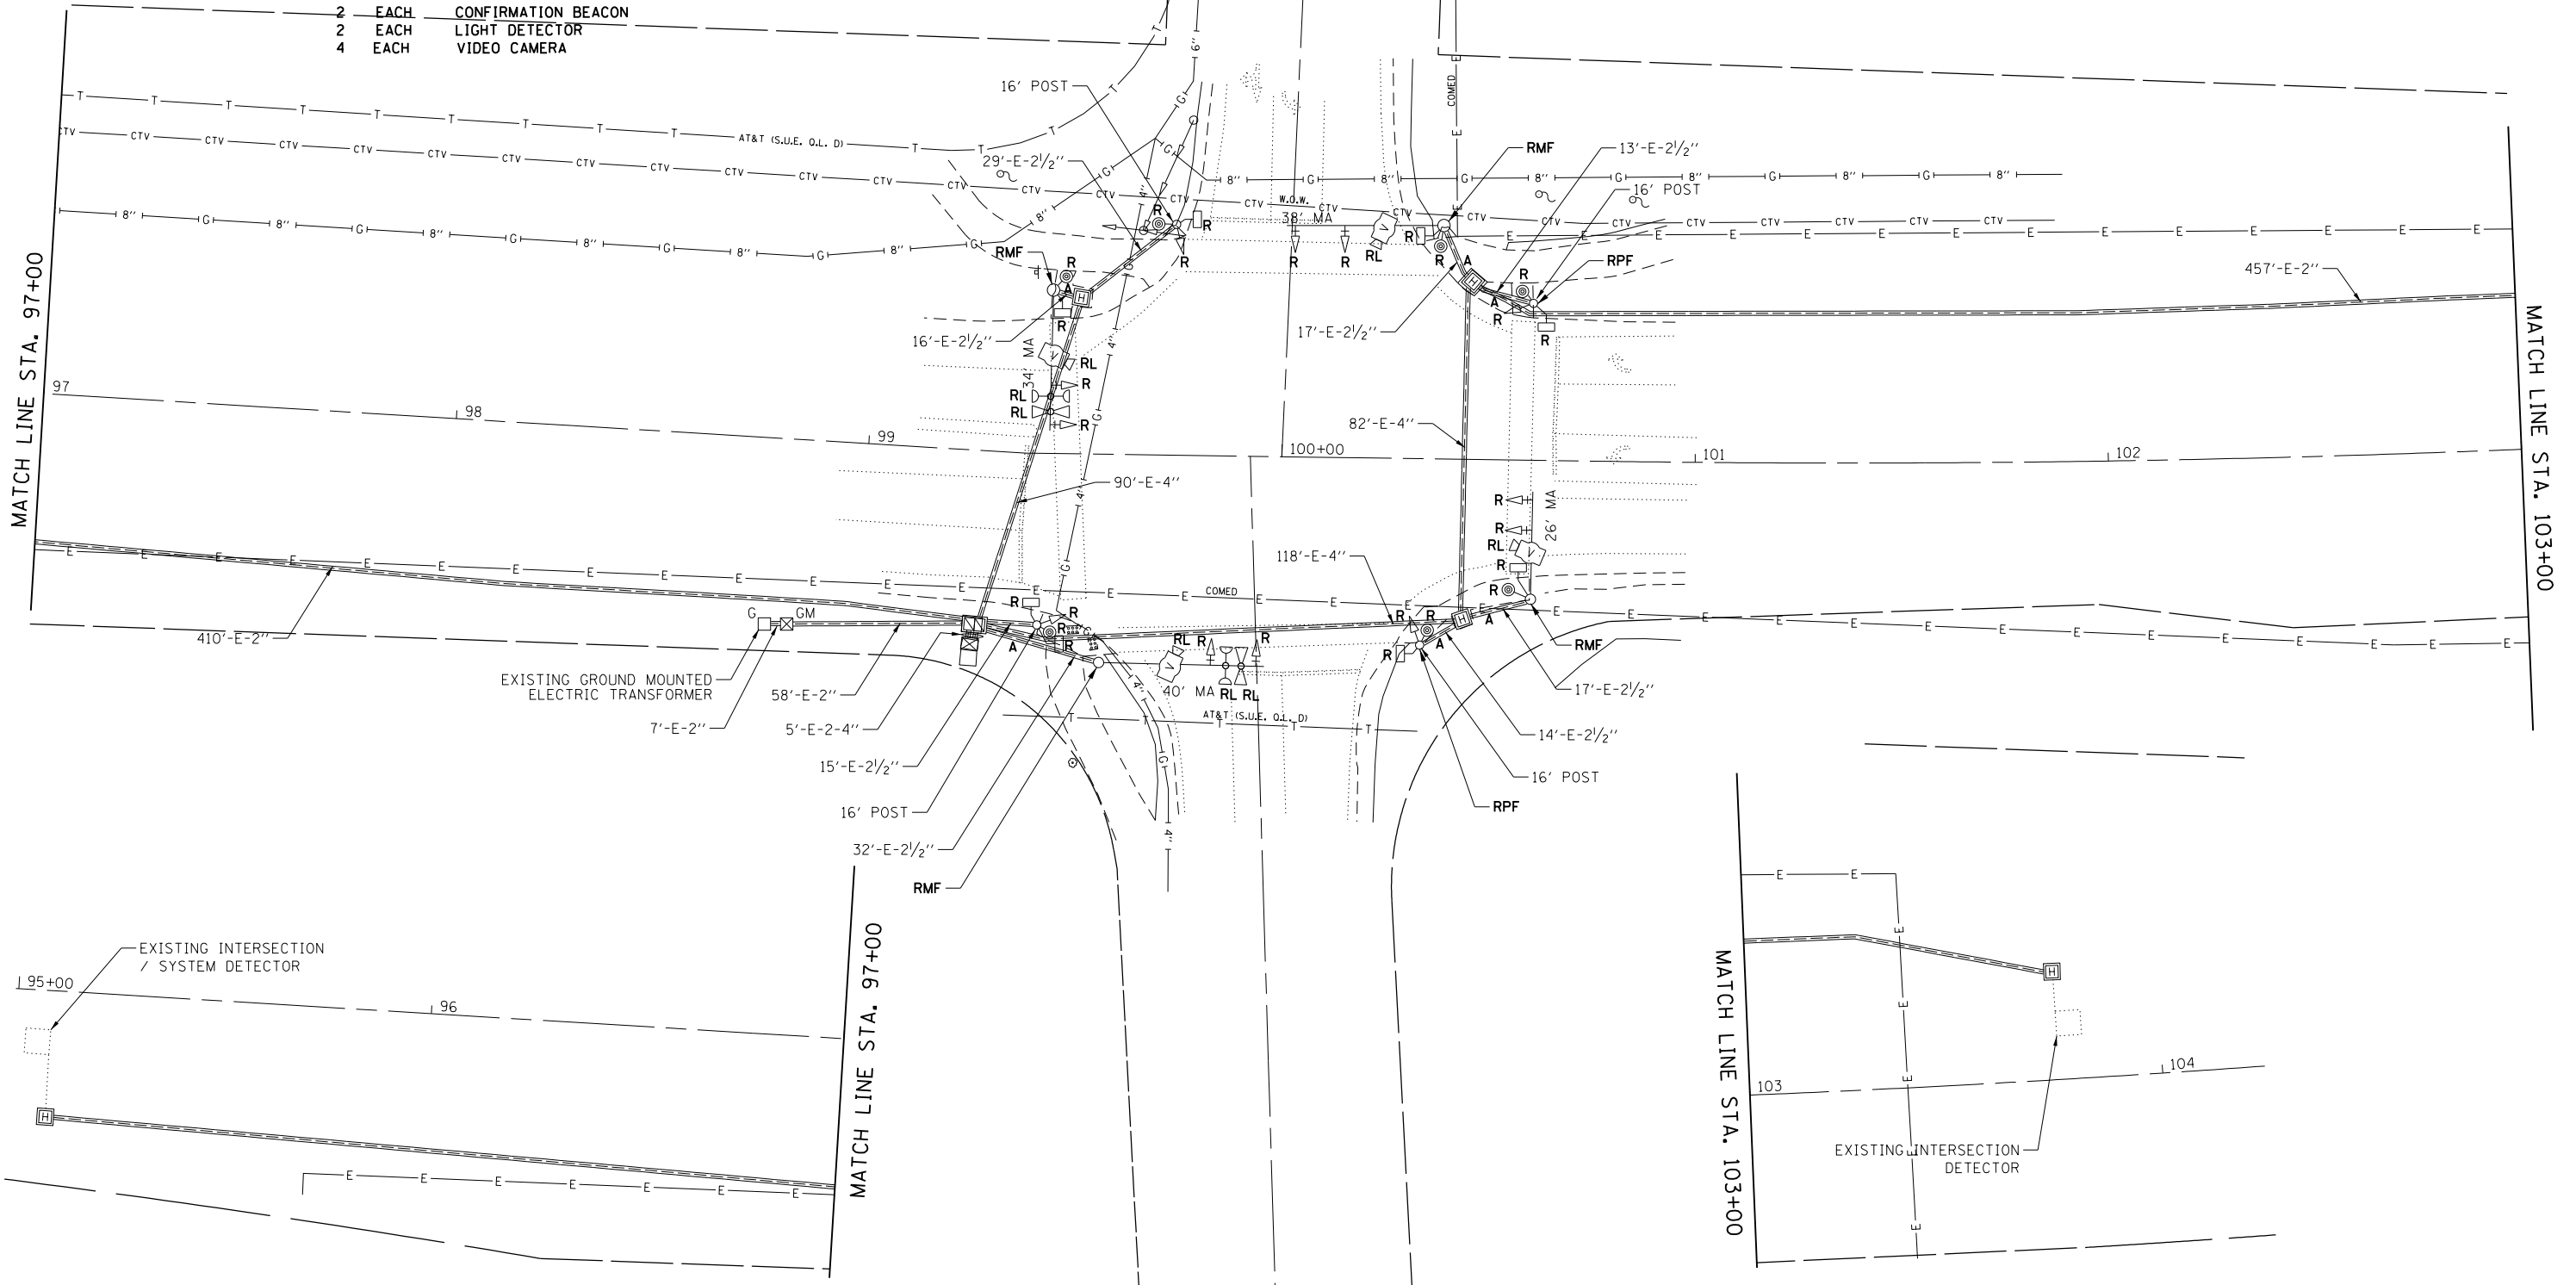 2 EACH CONFIRMATION BEACON
2 EACH LIGHT DETECTOR
4 EACH VIDEO CAMERA
16' POST
29'-E-2½"
AT&T (S.U.E. Q.L. D)
COMED
RMF
13'-E-2½"
16' POST
W.O.W.
38' MA
RMF
RPF
457'-E-2"
16'-E-2½"
17'-E-2½"
34' MA
RL
RL
RL
RL
R
R
A
MATCH LINE STA. 97+00
MATCH LINE STA. 103+00
97
98
99
100+00
101
102
82'-E-4"
90'-E-4"
26' MA
RL
118'-E-4"
COMED
410'-E-2"
G
GM
EXISTING GROUND MOUNTED
ELECTRIC TRANSFORMER
58'-E-2"
7'-E-2"
5'-E-2-4"
40' MA
RL
RL RL
RMF
17'-E-2½"
AT&T (S.U.E. Q.L. D)
14'-E-2½"
15'-E-2½"
16' POST
16' POST
RPF
32'-E-2½"
RMF
EXISTING INTERSECTION
/ SYSTEM DETECTOR
95+00
96
MATCH LINE STA. 97+00
MATCH LINE STA. 103+00
103
104
EXISTING INTERSECTION
DETECTOR